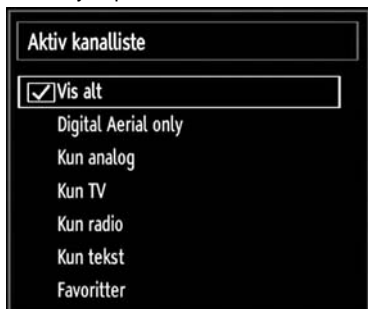 Aktiv kanalliste
Vis alt
Digital Aerial only
Kun analog
Kun TV
Kun radio
Kun tekst
Favoritter